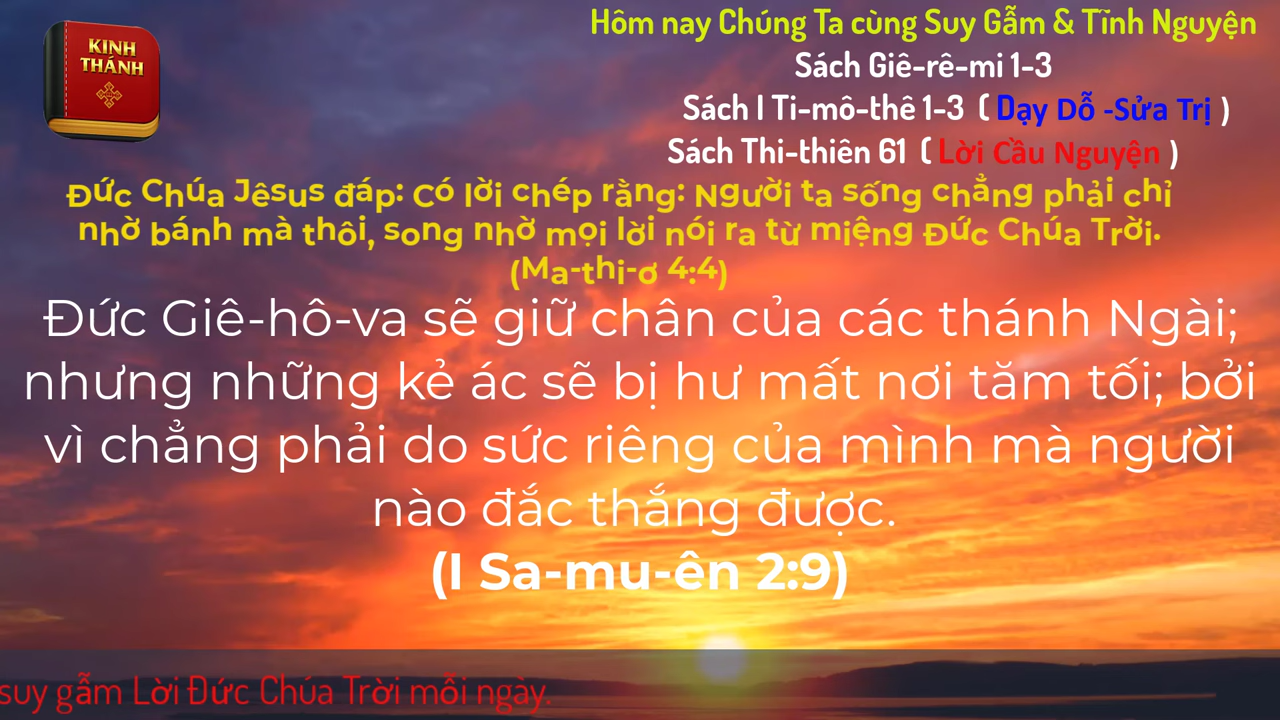 KINH
THÁNH
Hôm nay Chúng Ta cùng Suy Gẫm & Tĩnh Nguyện
Sách Giê-rê-mi 1-3
Sách I Ti-mô-thê 1-3 ( Dạy Dỗ -Sửa Trị )
Sách Thi-thiên 61 ( Lời Cầu Nguyện )
Đức Chúa Jêsus đáp: Có lời chép rằng: Người ta sống chẳng phải chỉ
nhờ bánh mà thôi, song nhờ mọi lời nói ra từ miệng Đức Chúa Trời.
(Ma-thi-ơ 4:4)
Đức Giê-hô-va sẽ giữ chân của các thánh Ngài;
nhưng những kẻ ác sẽ bị hư mất nơi tăm tối; bởi
vì chẳng phải do sức riêng của mình mà người
nào đắc thắng được.
(I Sa-mu-ên 2:9)
suy gẫm Lời Đức Chúa Trời mỗi ngày.